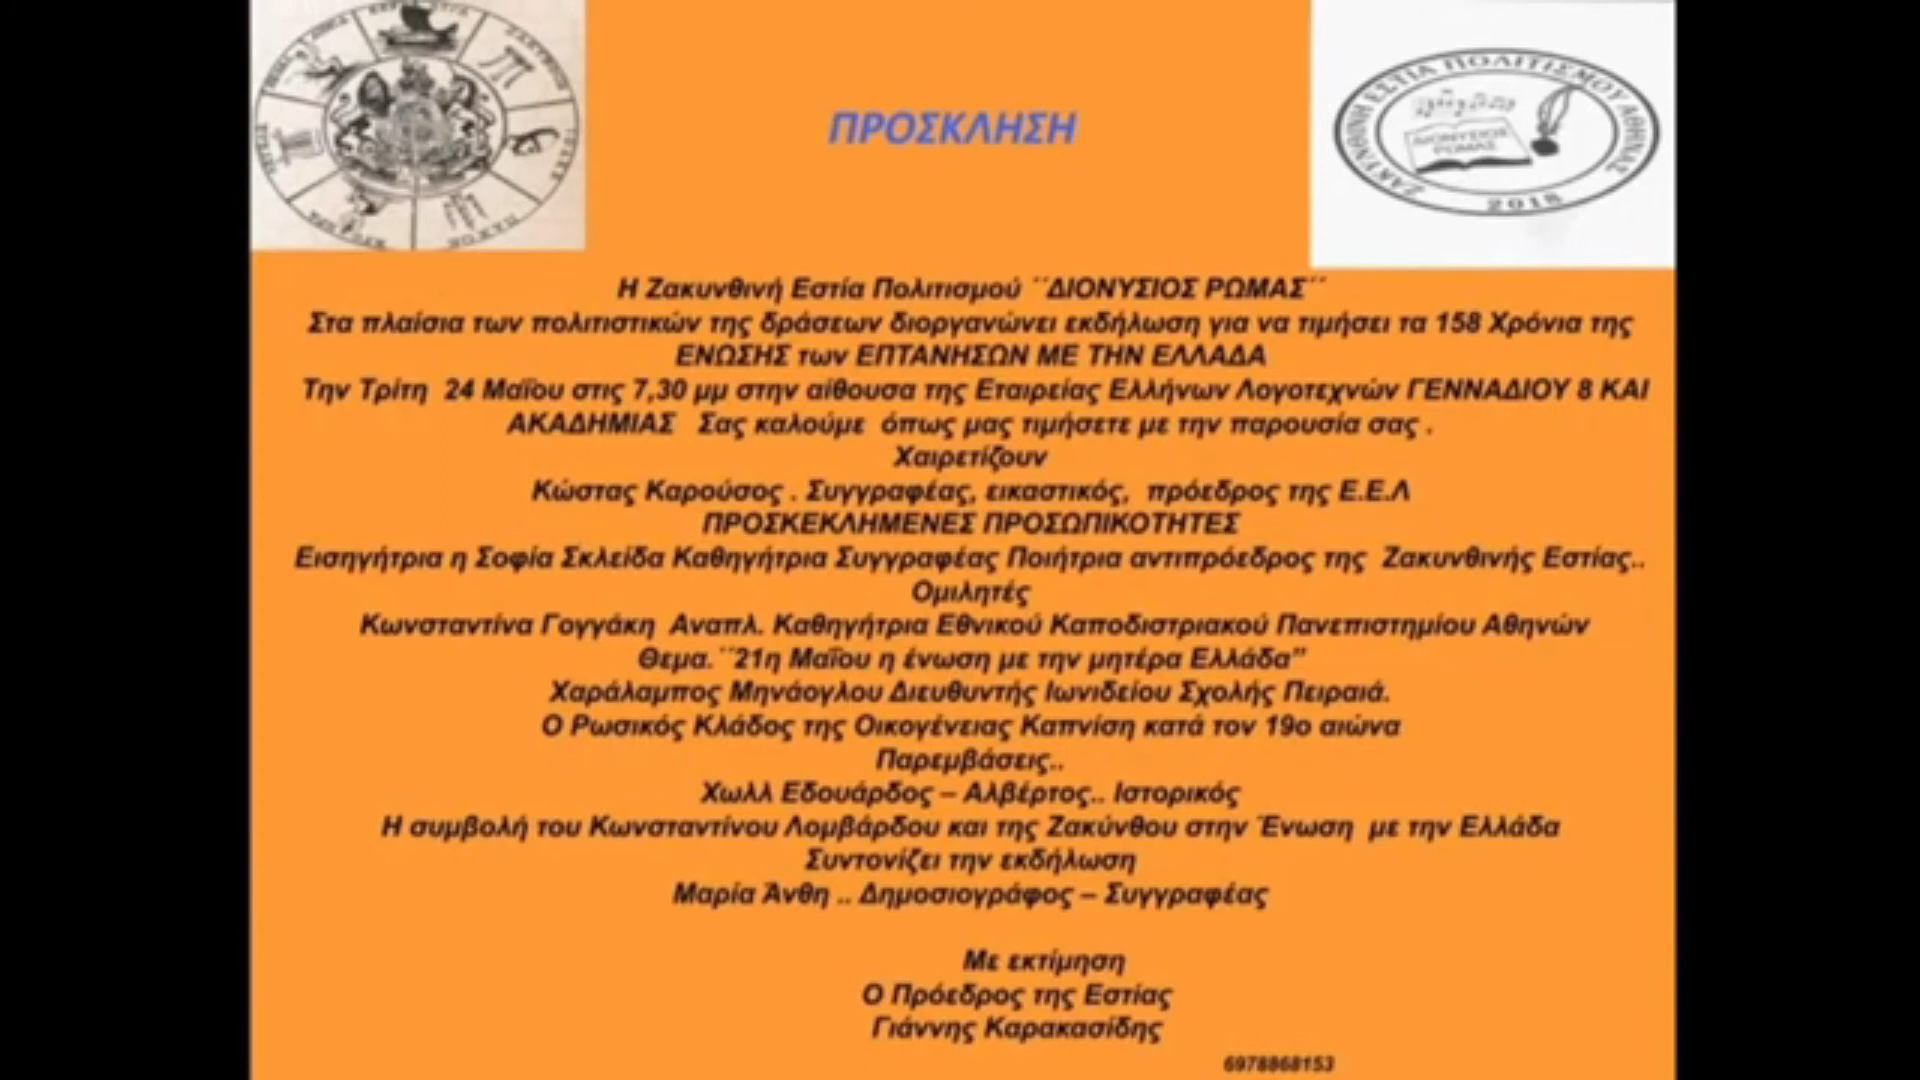 ΠΡΟΣΚΛΗΣΗ
ΖΑΚΥΝΘΙΝΗ ΕΣΤΙΑ ΠΟΛΙΤΙΣΜΟΥ ΑΘΗΝΑΣ
ΔΙΟΝΥΣΙΟΣ
ΡΩΜΑΣ
2018
Η Ζακυνθινή Εστία Πολιτισμού ΄΄ΔΙΟΝΥΣΙΟΣ ΡΩΜΑΣ΄΄
Στα πλαίσια των πολιτιστικών της δράσεων διοργανώνει εκδήλωση για να τιμήσει τα 158 Χρόνια της
ΕΝΩΣΗΣ των ΕΠΤΑΝΗΣΩΝ ΜΕ ΤΗΝ ΕΛΛΑΔΑ
Την Τρίτη 24 Μαΐου στις 7,30 μμ στην αίθουσα της Εταιρείας Ελλήνων Λογοτεχνών ΓΕΝΝΑΔΙΟΥ 8 ΚΑΙ
ΑΚΑΔΗΜΙΑΣ Σας καλούμε όπως μας τιμήσετε με την παρουσία σας .
Χαιρετίζουν
Κώστας Καρούσος . Συγγραφέας, εικαστικός, πρόεδρος της Ε.Ε.Λ
ΠΡΟΣΚΕΚΛΗΜΕΝΕΣ ΠΡΟΣΩΠΙΚΟΤΗΤΕΣ
Εισηγήτρια η Σοφία Σκλείδα Καθηγήτρια Συγγραφέας Ποιήτρια αντιπρόεδρος της Ζακυνθινής Εστίας..
Ομιλητές
Κωνσταντίνα Γογγάκη Αναπλ. Καθηγήτρια Εθνικού Καποδιστριακού Πανεπιστημίου Αθηνών
Θεμα.΄΄21η Μαΐου η ένωση με την μητέρα Ελλάδα"
Χαράλαμπος Μηνάογλου Διευθυντής Ιωνιδείου Σχολής Πειραιά.
Ο Ρωσικός Κλάδος της Οικογένειας Καπνίση κατά τον 19ο αιώνα
Παρεμβάσεις..
Χωλλ Εδουάρδος – Αλβέρτος.. Ιστορικός
Η συμβολή του Κωνσταντίνου Λομβάρδου και της Ζακύνθου στην Ένωση με την Ελλάδα
Συντονίζει την εκδήλωση
Μαρία Άνθη .. Δημοσιογράφος – Συγγραφέας
Με εκτίμηση
Ο Πρόεδρος της Εστίας
Γιάννης Καρακασίδης
6978868153